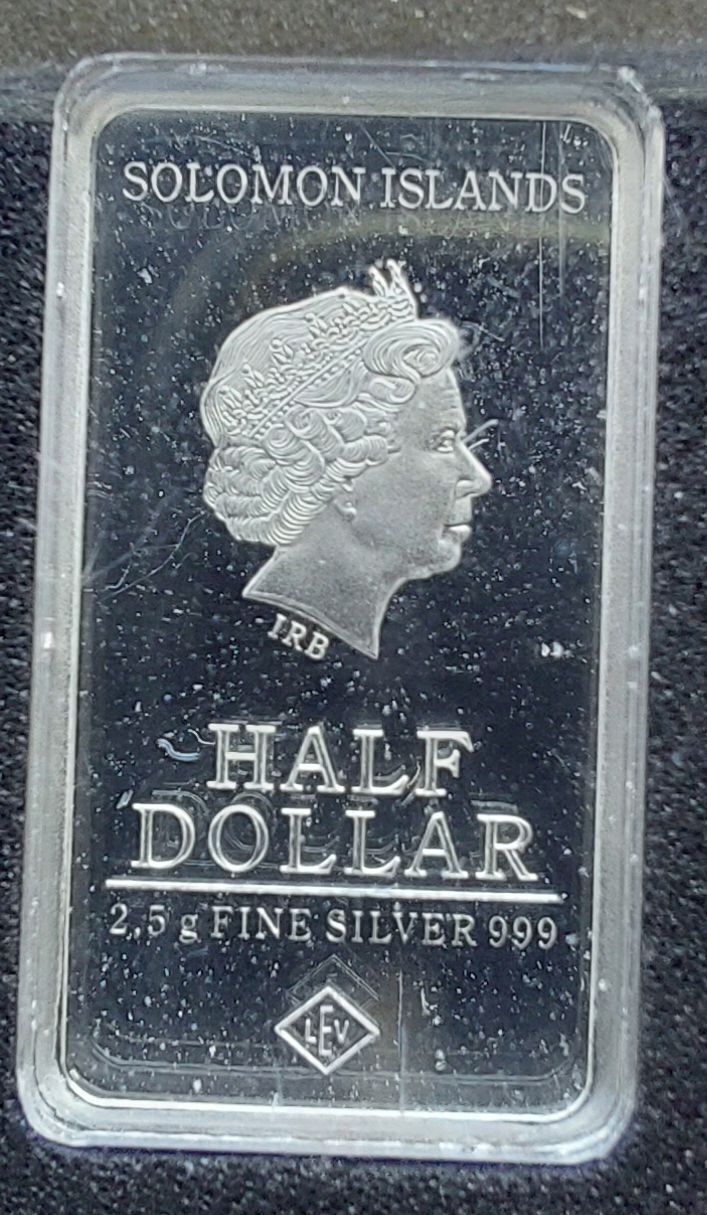 SOLOMON ISLANDS
IRB
HALF
DOLLAR
2,5 g FINE SILVER 999
LEV